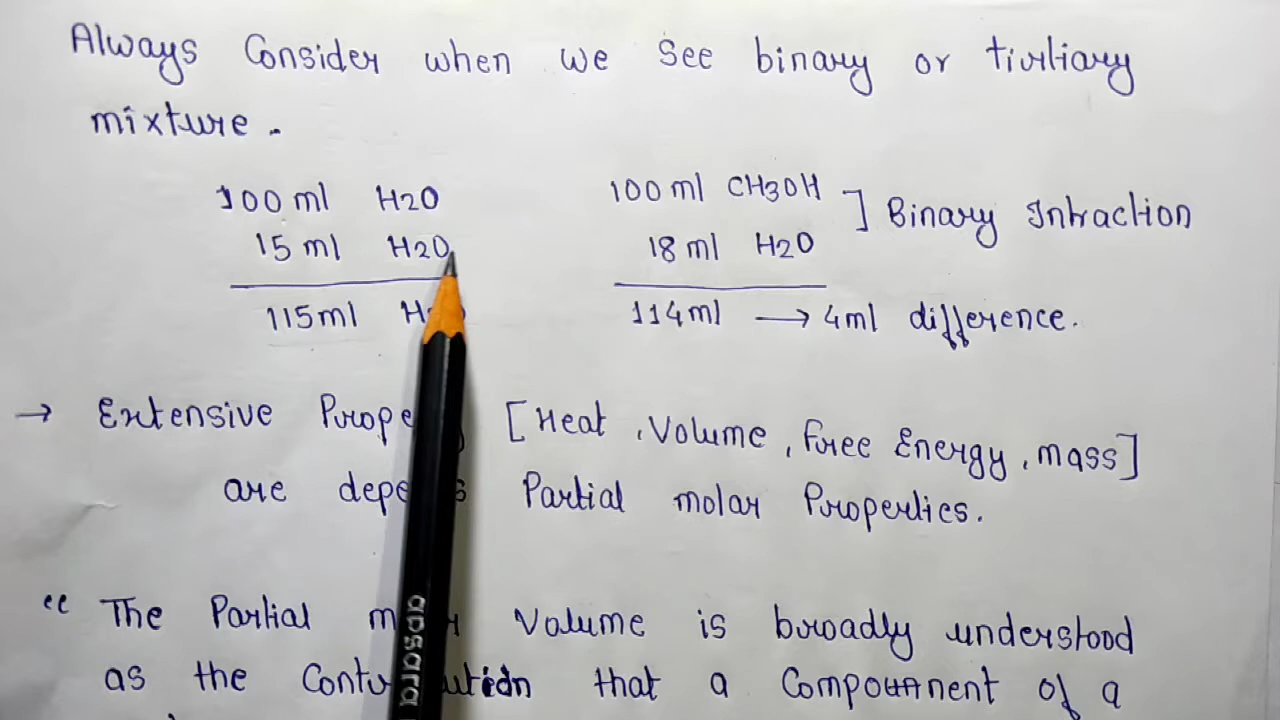 Always Consider when we see binary or tirtiary
mixture.
100 ml H2O
15 ml H2O
115ml
100 ml CH3OH
18 ml H2O
] Binary Intraction
114ml → 4ml difference.
→ Extensive [Heat, Volume, free Energy, mass]
are Partial molar Properties.
“ The Partial Volume is broadly understood
as the that a Component of a
apsara